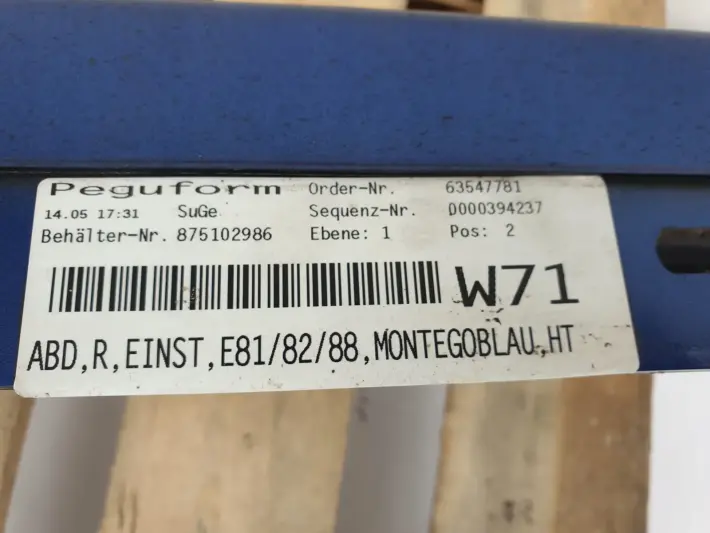 Peguform Order-Nr. 63547781
14.05 17:31 SuGe Sequenz-Nr. D000394237
Behälter-Nr. 875102986 Ebene: 1 Pos: 2
W71
ABD,R,EINST,E81/82/88,MONTEGOBLAU,HT